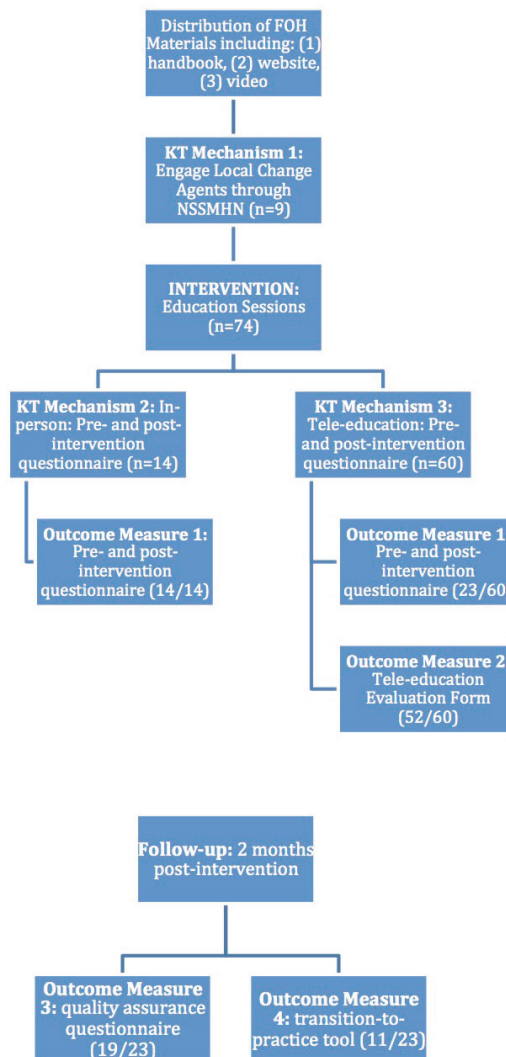 Distribution of FOH
Materials including: (1)
handbook, (2) website,
(3) video
KT Mechanism 1:
Engage Local Change
Agents through
NSSMHN (n=9)
INTERVENTION:
Education Sessions
(n=74)
KT Mechanism 2: In-
person: Pre- and post-
intervention
questionnaire (n=14)
KT Mechanism 3:
Tele-education: Pre-
and post-intervention
questionnaire (n=60)
Outcome Measure 1:
Pre- and post-
intervention
questionnaire (14/14)
Outcome Measure 1
Pre- and post-
intervention
questionnaire (23/60
Outcome Measure 2
Tele-education
Evaluation Form
(52/60)
Follow-up: 2 months
post-intervention
Outcome Measure
3: quality assurance
questionnaire
(19/23)
Outcome Measure
4: transition-to-
practice tool (11/23)